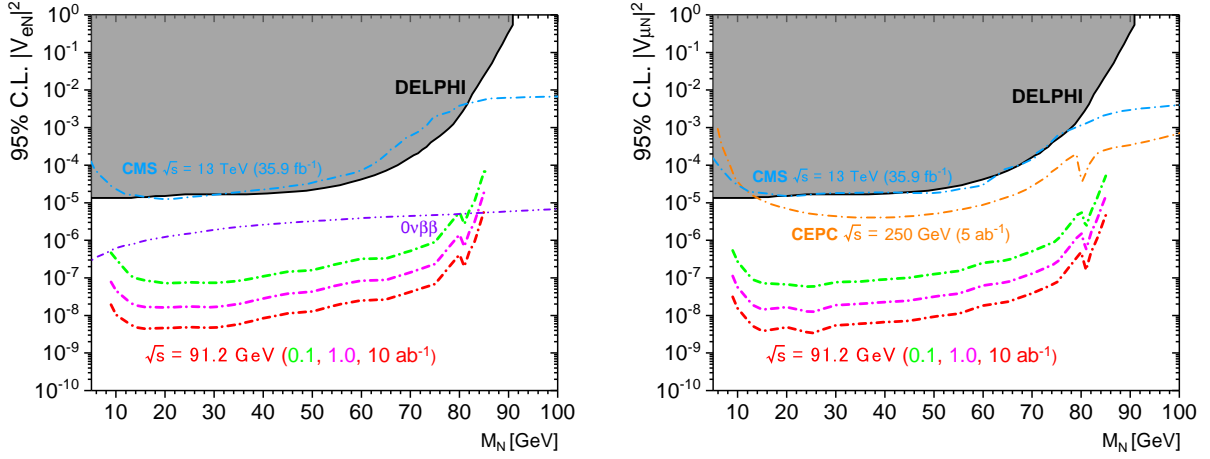 95% C.L. |V_eN|^2
10^0
10^-1
10^-2
10^-3
10^-4
10^-5
10^-6
10^-7
10^-8
10^-9
10^-10
DELPHI
CMS √s = 13 TeV (35.9 fb^-1)
0νββ
√s = 91.2 GeV (0.1, 1.0, 10 ab^-1)
10 20 30 40 50 60 70 80 90 100
M_N [GeV]
95% C.L. |V_μN|^2
10^0
10^-1
10^-2
10^-3
10^-4
10^-5
10^-6
10^-7
10^-8
10^-9
10^-10
DELPHI
CMS √s = 13 TeV (35.9 fb^-1)
CEPC √s = 250 GeV (5 ab^-1)
√s = 91.2 GeV (0.1, 1.0, 10 ab^-1)
10 20 30 40 50 60 70 80 90 100
M_N [GeV]